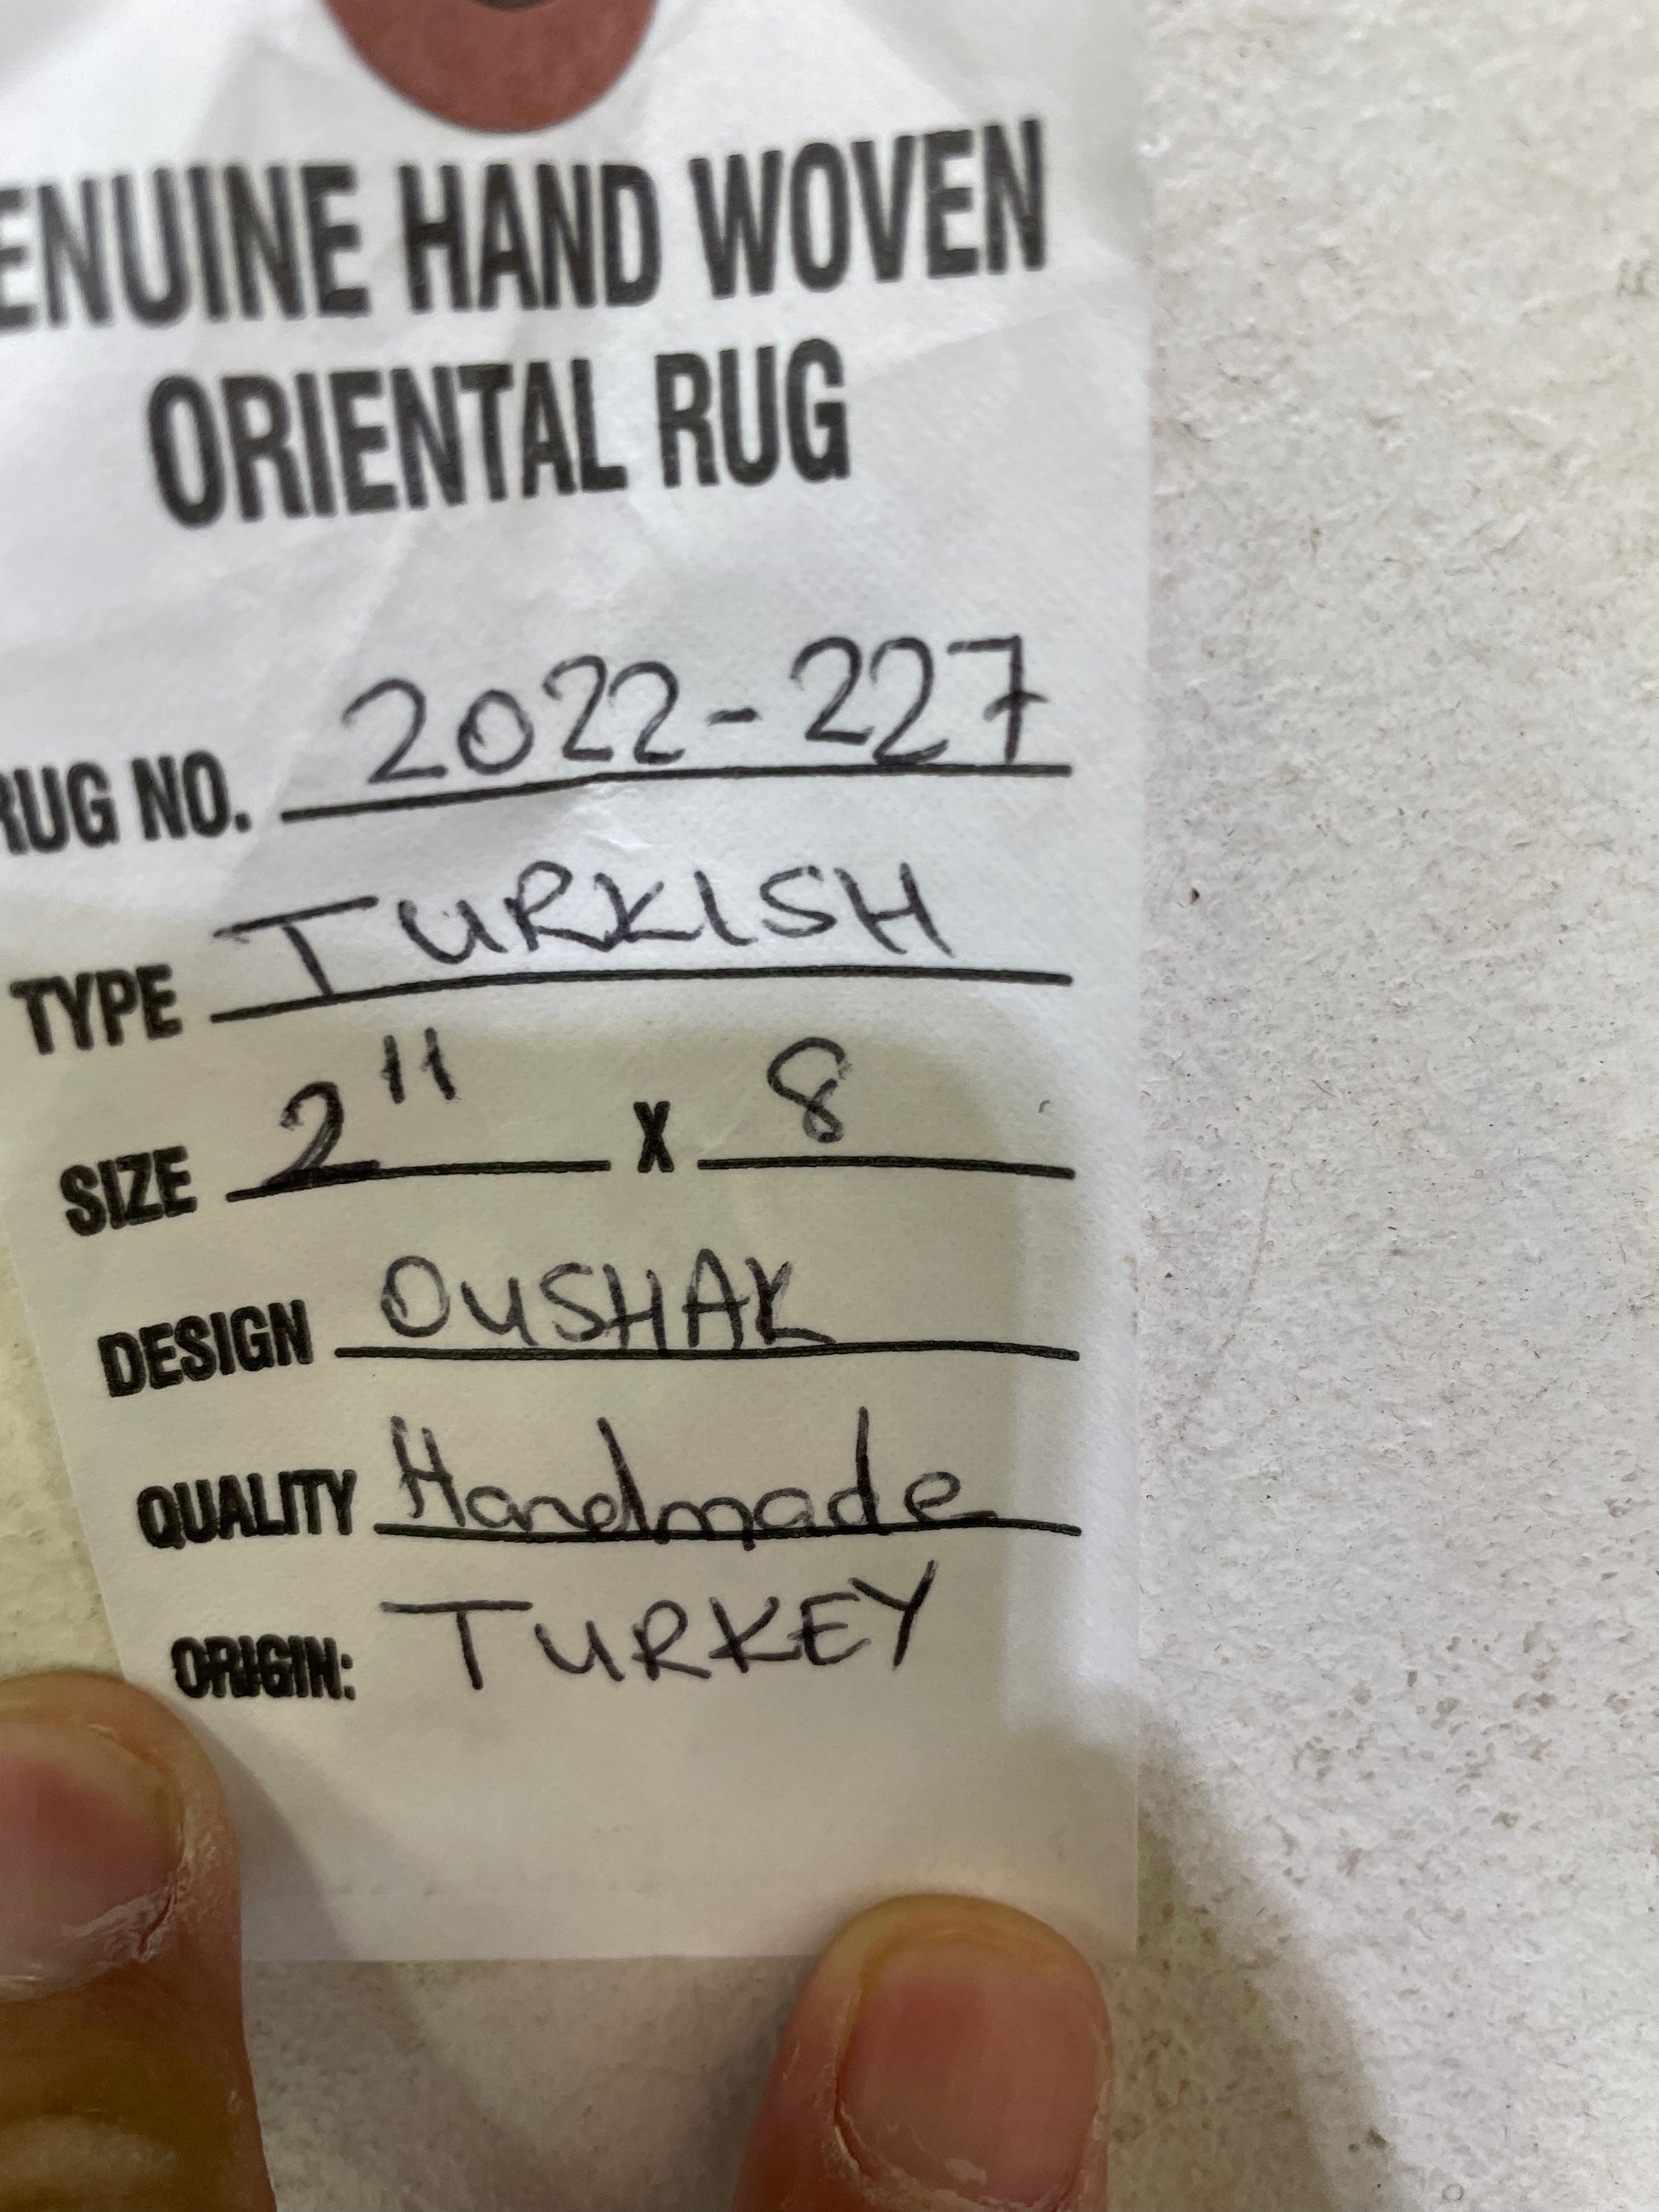 ENUINE HAND WOVEN
ORIENTAL RUG
RUG NO. 2022-227
TYPE TURKISH
SIZE 2" X 8
DESIGN OUSHAK
QUALITY Handmade
ORIGIN: TURKEY